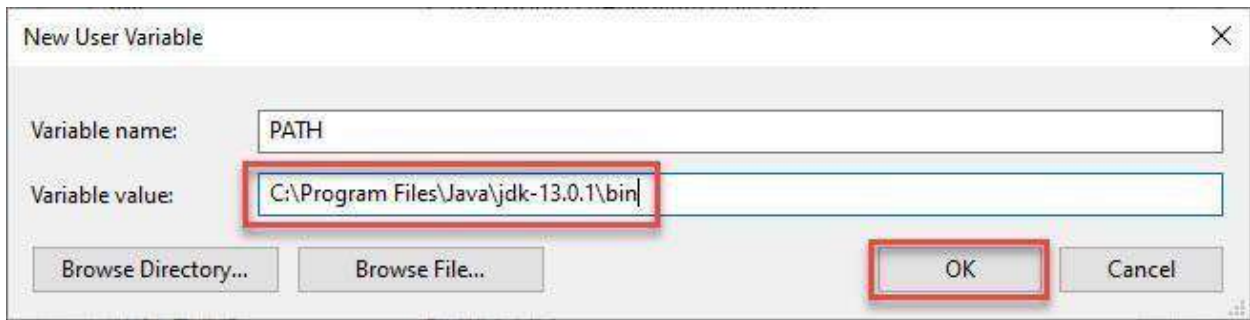 New User Variable
Variable name: PATH
Variable value: C:\Program Files\Java\jdk-13.0.1\bin
Browse Directory... Browse File... OK Cancel